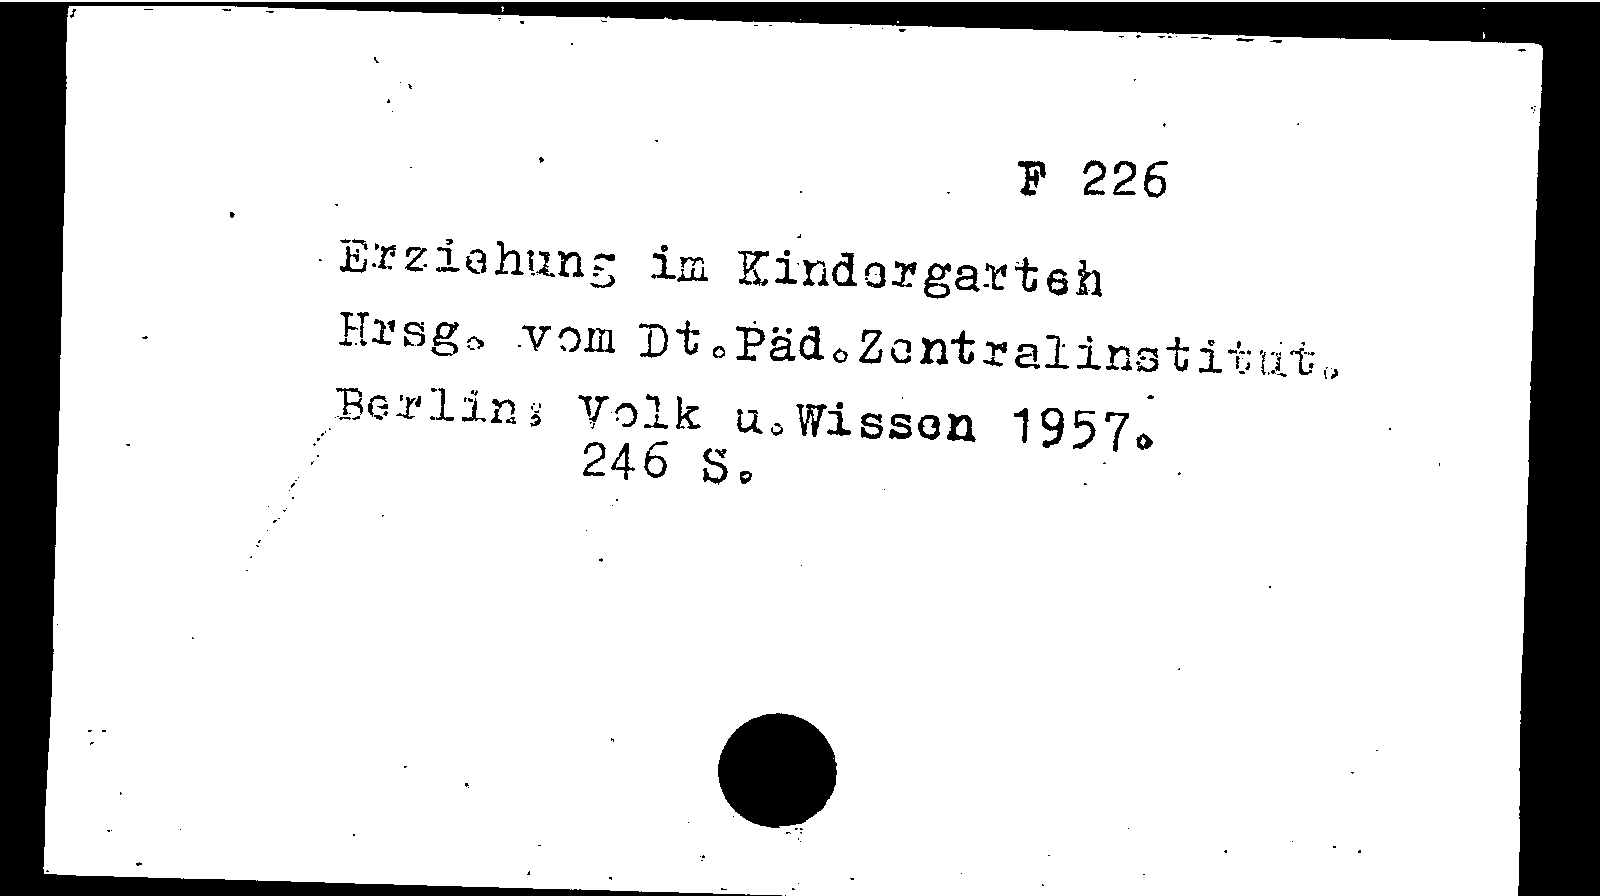 F 226
Erziehung im Kindergarten
Hrsg. vom Dt.Päd.Zentralinstitut.
Berlin: Volk u.Wissen 1957.
246 S.